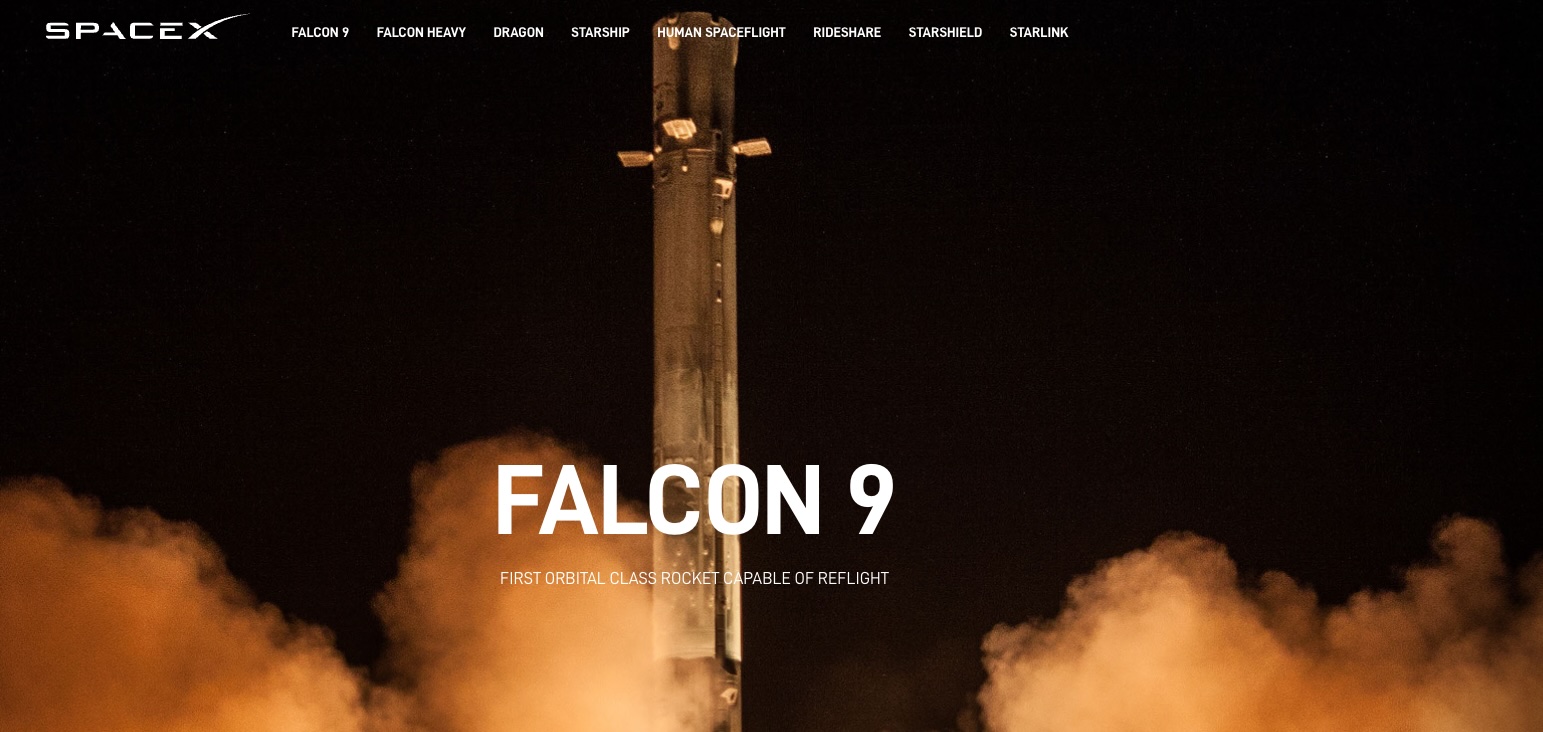 SPACEX FALCON 9 FALCON HEAVY DRAGON STARSHIP HUMAN SPACEFLIGHT RIDESHARE STARSHIELD STARLINK
FALCON 9
FIRST ORBITAL CLASS ROCKET CAPABLE OF REFLIGHT